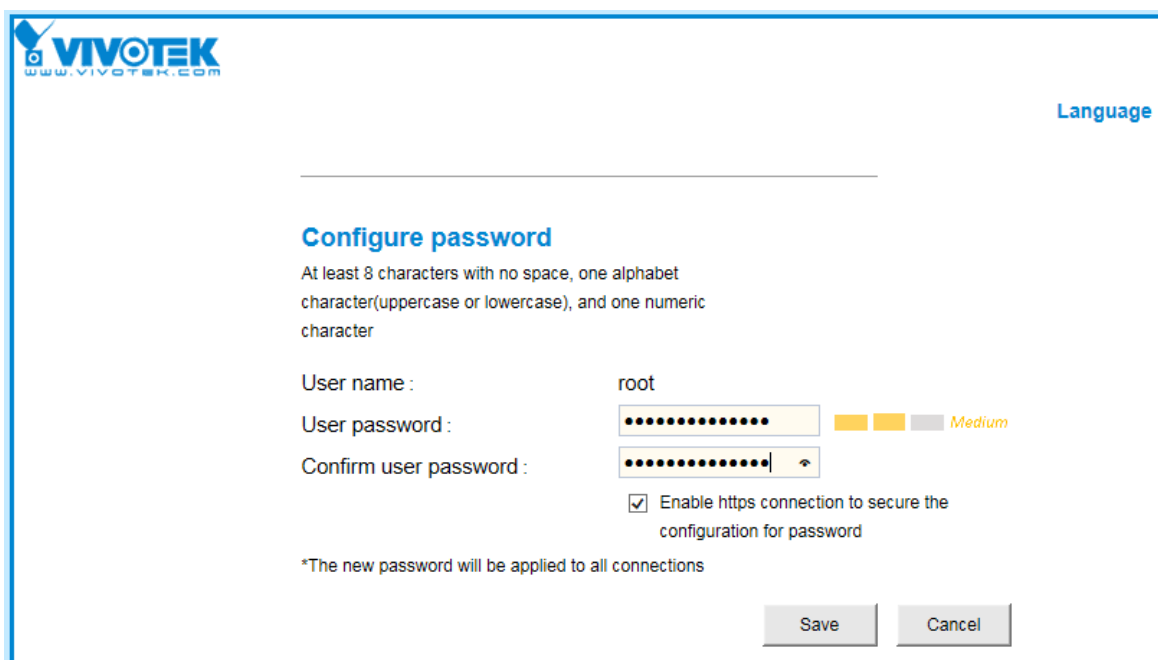 VIVOTEK
www.vivotek.com
Language
Configure password
At least 8 characters with no space, one alphabet
character(uppercase or lowercase), and one numeric
character
User name : root
User password : •••••••••••••• Medium
Confirm user password : ••••••••••••••
Enable https connection to secure the
configuration for password
*The new password will be applied to all connections
Save Cancel